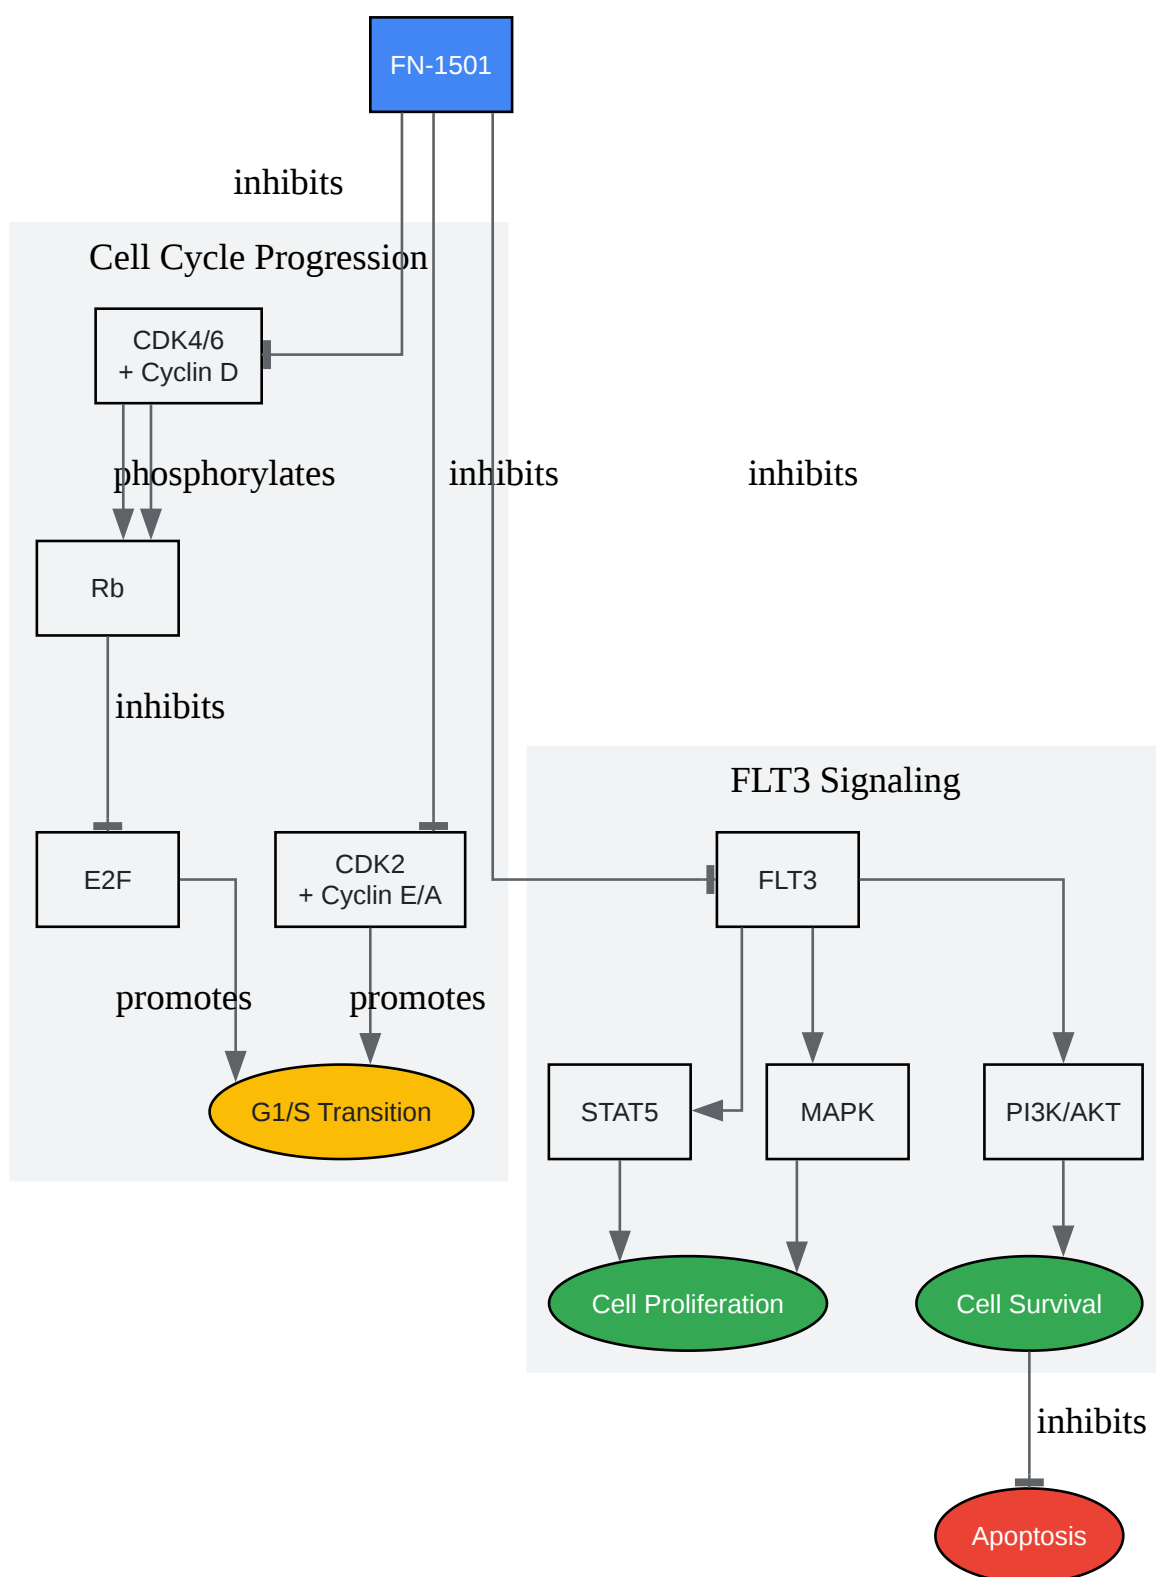 FN-1501
inhibits
Cell Cycle Progression
CDK4/6
+ Cyclin D
phosphorylates
inhibits
inhibits
Rb
inhibits
FLT3 Signaling
E2F
CDK2
+ Cyclin E/A
FLT3
promotes
promotes
G1/S Transition
STAT5
MAPK
PI3K/AKT
Cell Proliferation
Cell Survival
inhibits
Apoptosis